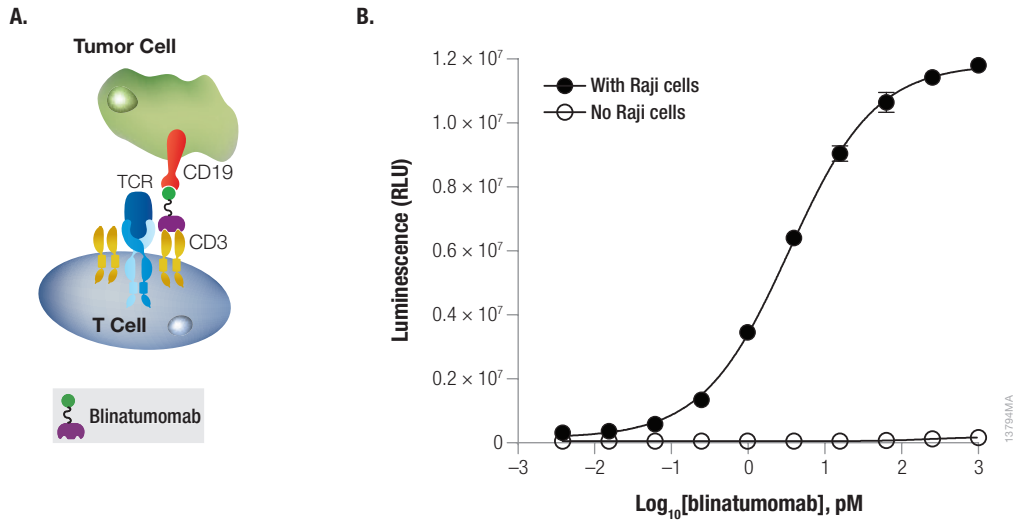 A.
Tumor Cell
CD19
TCR
CD3
T Cell
Blinatumomab
B.
With Raji cells
No Raji cells
Luminescence (RLU)
1.2 × 10⁷
1.0 × 10⁷
0.8 × 10⁷
0.6 × 10⁷
0.4 × 10⁷
0.2 × 10⁷
0
–3 –2 –1 0 1 2 3
Log₁₀[blinatumomab], pM
13794MA